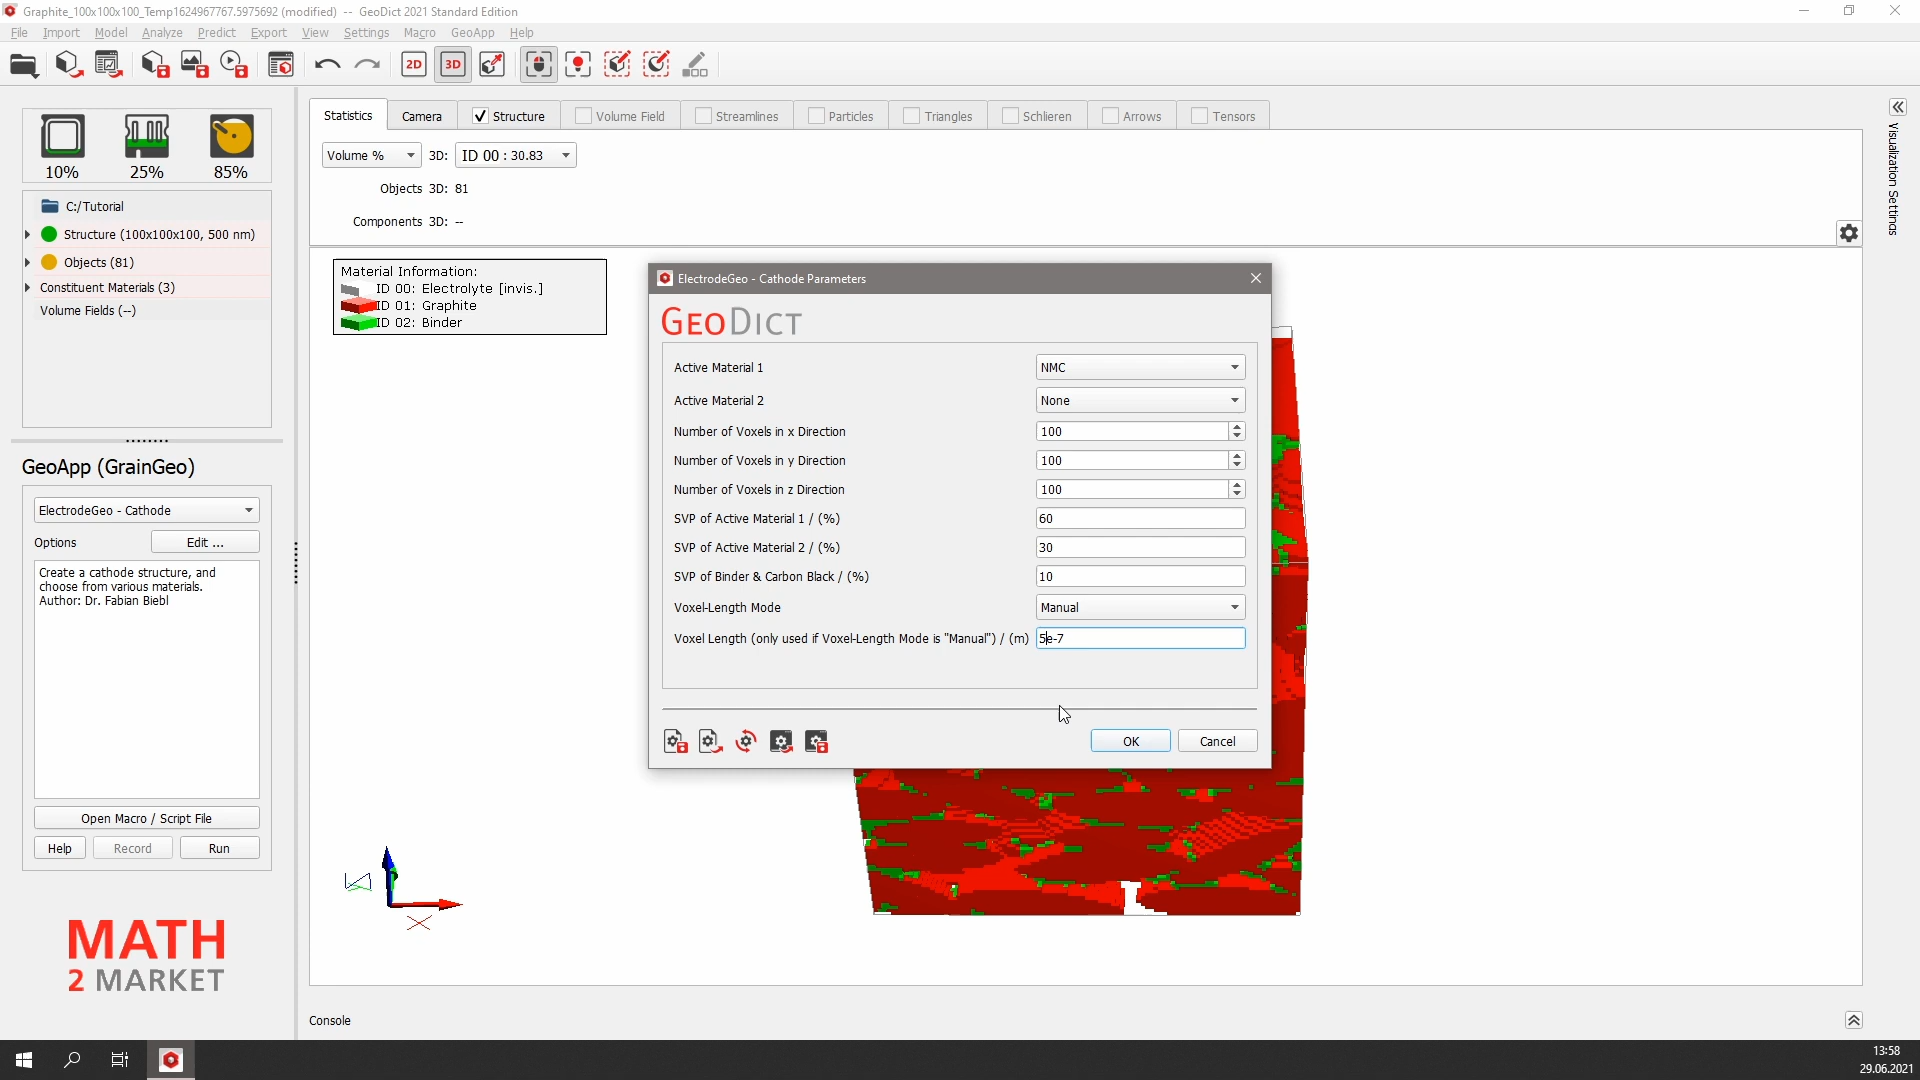 Graphite_100x100x100_Temp1624967767.5975692 (modified) -- GeoDict 2021 Standard Edition
File Import Model Analyze Predict Export View Settings Macro GeoApp Help
2D 3D
10% 25% 85%
C:/Tutorial
Structure (100x100x100, 500 nm)
Objects (81)
Constituent Materials (3)
Volume Fields (--)
GeoApp (GrainGeo)
ElectrodeGeo - Cathode
Options Edit ...
Create a cathode structure, and
choose from various materials.
Author: Dr. Fabian Biebl
Open Macro / Script File
Help Record Run
MATH
2 MARKET
Statistics Camera Structure Volume Field Streamlines Particles Triangles Schlieren Arrows Tensors
Volume % 3D: ID 00 : 30.83
Objects 3D: 81
Components 3D: --
Visualization Settings
Material Information:
ID 00: Electrolyte [invis.]
ID 01: Graphite
ID 02: Binder
ElectrodeGeo - Cathode Parameters
GEODICT
Active Material 1 NMC
Active Material 2 None
Number of Voxels in x Direction 100
Number of Voxels in y Direction 100
Number of Voxels in z Direction 100
SVP of Active Material 1 / (%) 60
SVP of Active Material 2 / (%) 30
SVP of Binder & Carbon Black / (%) 10
Voxel-Length Mode Manual
Voxel Length (only used if Voxel-Length Mode is "Manual") / (m) 5e-7
OK Cancel
Console
13:58
29.06.2021